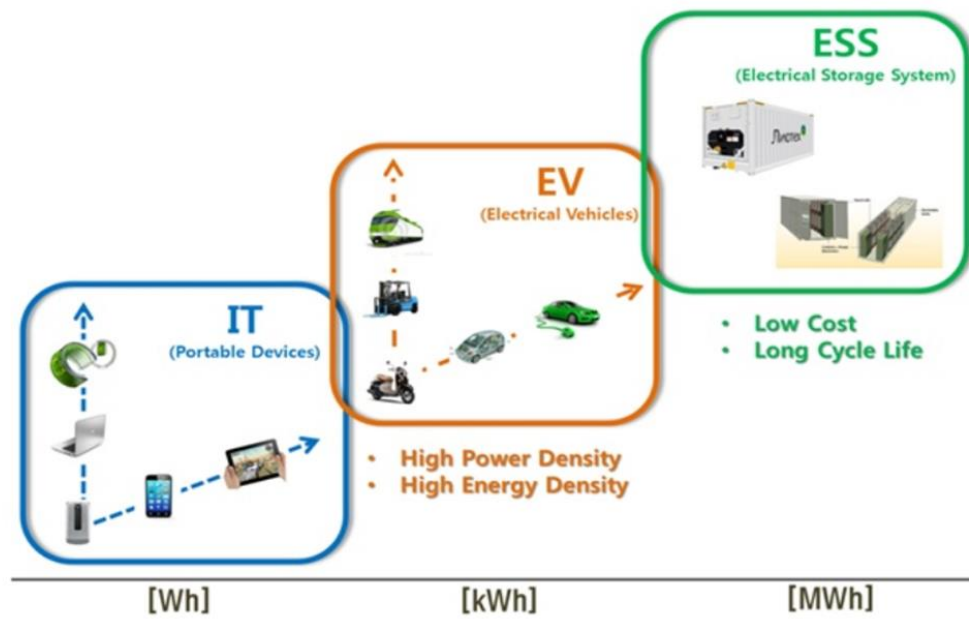 ESS
(Electrical Storage System)
EV
(Electrical Vehicles)
IT
(Portable Devices)
• Low Cost
• Long Cycle Life
• High Power Density
• High Energy Density
[Wh]
[kWh]
[MWh]